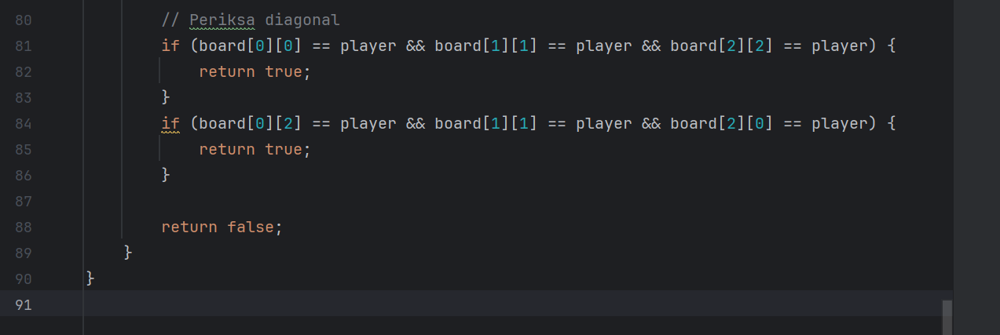 80 // Periksa diagonal
81 if (board[0][0] == player && board[1][1] == player && board[2][2] == player) {
82 return true;
83 }
84 if (board[0][2] == player && board[1][1] == player && board[2][0] == player) {
85 return true;
86 }
87
88 return false;
89 }
90 }
91